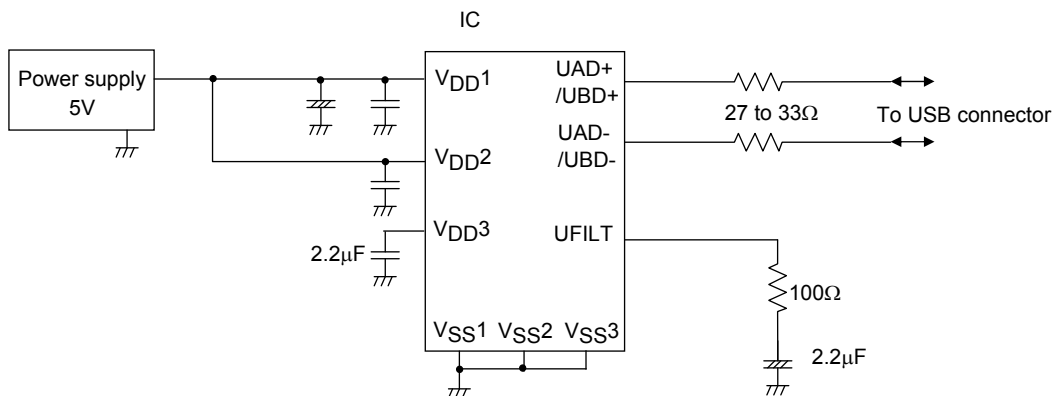 IC
Power supply
5V
VDD1
VDD2
VDD3
2.2μF
VSS1 VSS2 VSS3
UAD+
/UBD+
UAD-
/UBD-
UFILT
27 to 33Ω
To USB connector
100Ω
2.2μF